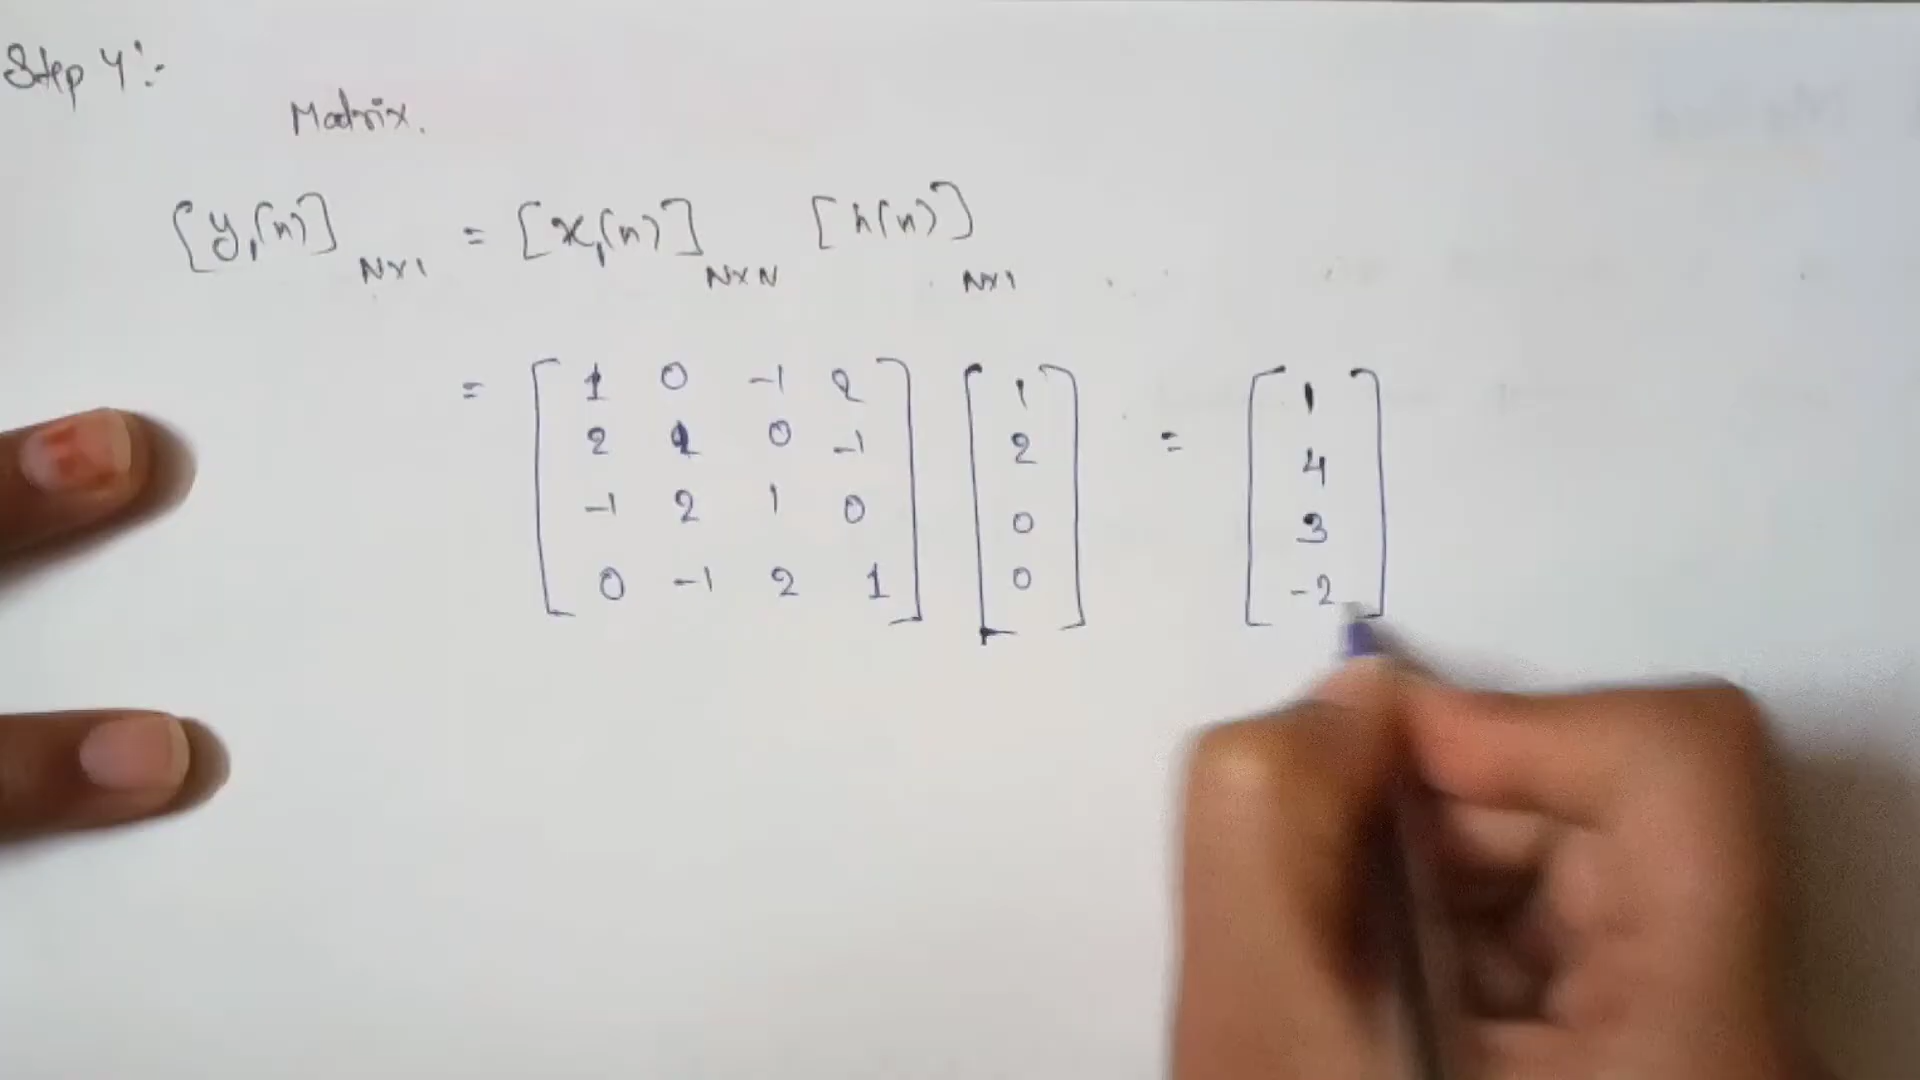 Step 4:-
Matrix.
[y₁(n)] N×1 = [x₁(n)] N×N [h(n)] N×1
= [ 1 0 -1 2 ] [ 1 ] = [ 1 ]
[ 2 1 0 -1 ] [ 2 ] [ 4 ]
[ -1 2 1 0 ] [ 0 ] [ 3 ]
[ 0 -1 2 1 ] [ 0 ] [ -2 ]